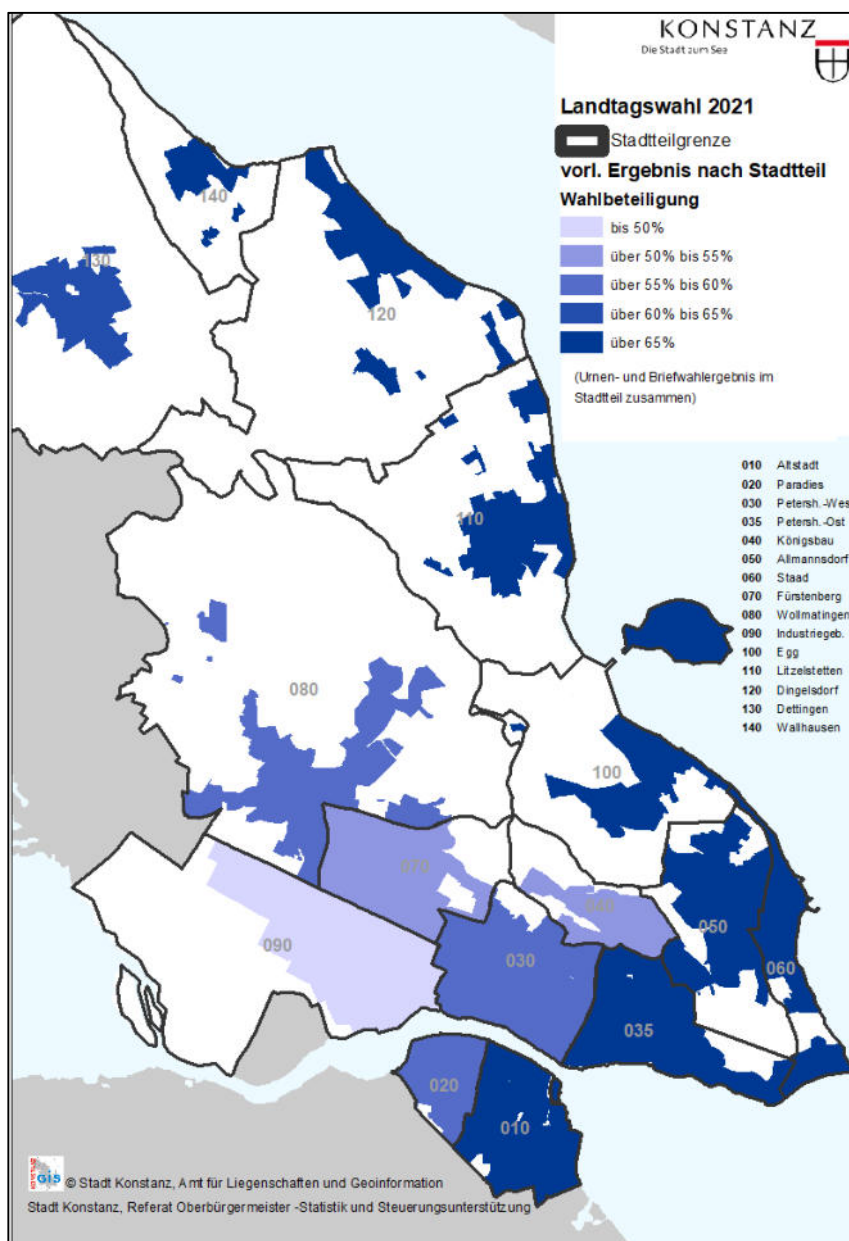 KONSTANZ
Die Stadt zum See
Landtagswahl 2021
Stadtteilgrenze
vorl. Ergebnis nach Stadtteil
Wahlbeteiligung
bis 50%
über 50% bis 55%
über 55% bis 60%
über 60% bis 65%
über 65%
(Urnen- und Briefwahlergebnis im
Stadtteil zusammen)
010 Altstadt
020 Paradies
030 Petersh.-Wes
035 Petersh.-Ost
040 Königsbau
050 Allmannsdorf
060 Staad
070 Fürstenberg
080 Wollmatingen
090 Industriegeb.
100 Egg
110 Litzelstetten
120 Dingelsdorf
130 Dettingen
140 Wallhausen
140
130
120
110
080
100
070
040
050
090
030
060
035
020
010
GIS
© Stadt Konstanz, Amt für Liegenschaften und Geoinformation
Stadt Konstanz, Referat Oberbürgermeister -Statistik und Steuerungsunterstützung